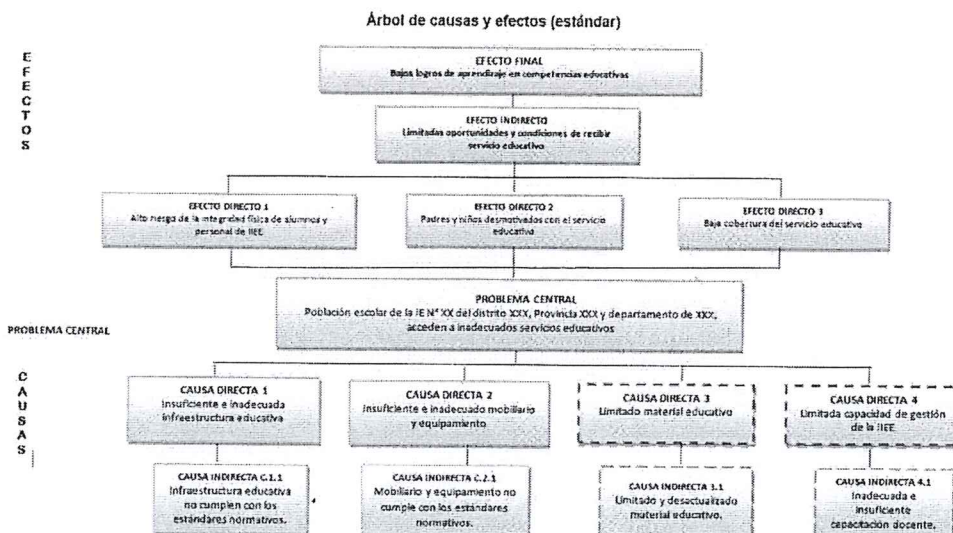 Árbol de causas y efectos (estándar)
EFECTOS
EFECTO FINAL
Bajos logros de aprendizaje en competencias educativas
EFECTO INDIRECTO
Limitadas oportunidades y condiciones de recibir
servicio educativo
EFECTO DIRECTO 1
Alto riesgo de la integridad física de alumnos y
personal de IIEE
EFECTO DIRECTO 2
Padres y niños desmotivados con el servicio
educativo
EFECTO DIRECTO 3
Baja cobertura del servicio educativo
PROBLEMA CENTRAL
PROBLEMA CENTRAL
Población escolar de la IE N° XX del distrito XXX, Provincia XXX y departamento de XXX,
acceden a inadecuados servicios educativos
CAUSAS
CAUSA DIRECTA 1
Insuficiente e inadecuada
infraestructura educativa
CAUSA DIRECTA 2
Insuficiente e inadecuado mobiliario
y equipamiento
CAUSA DIRECTA 3
Limitado material educativo
CAUSA DIRECTA 4
Limitada capacidad de gestión
de la IIEE
CAUSA INDIRECTA C.1.1
Infraestructura educativa
no cumplen con los
estándares normativos.
CAUSA INDIRECTA C.2.1
Mobiliario y equipamiento no
cumple con los estándares
normativos.
CAUSA INDIRECTA 3.1
Limitado y desactualizado
material educativo.
CAUSA INDIRECTA 4.1
Inadecuada e
insuficiente
capacitación docente.